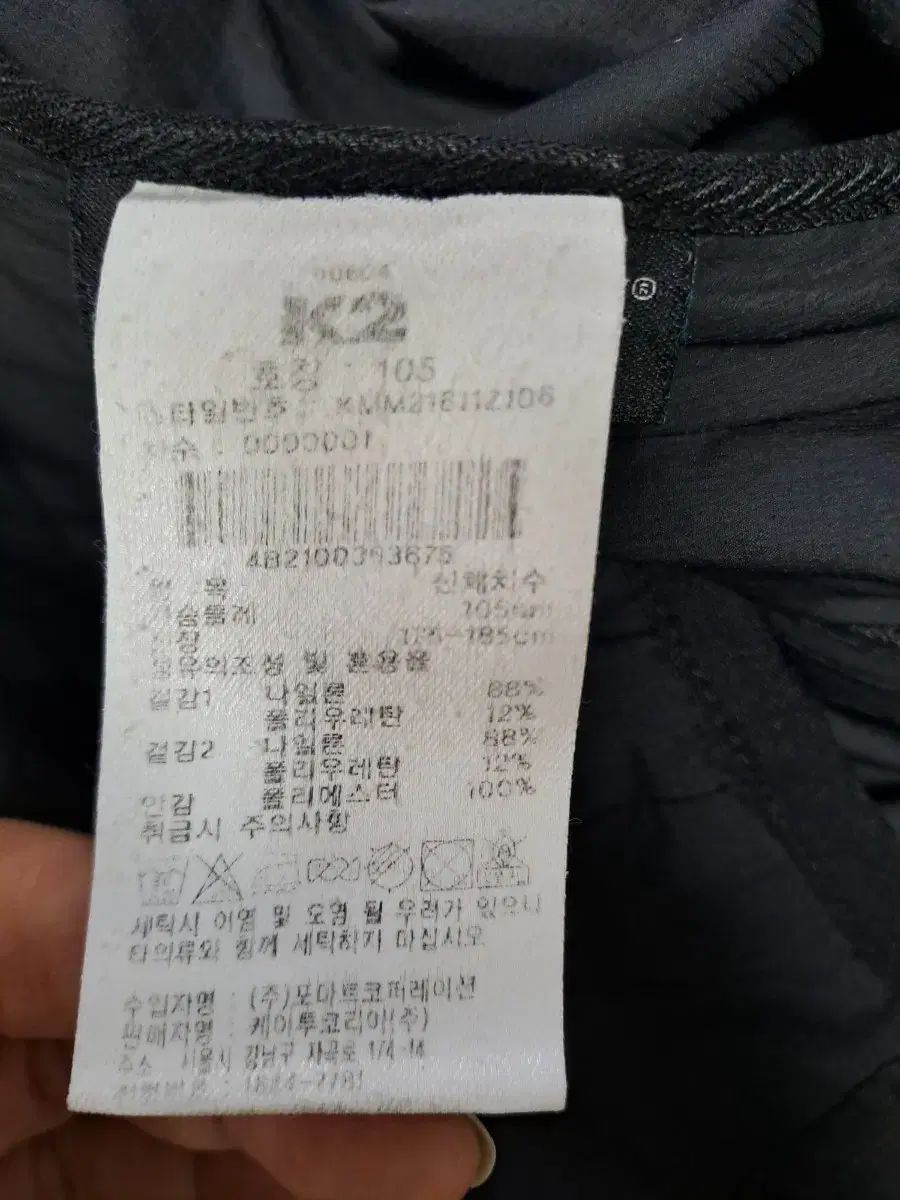 K2
호칭 : 105
스타일번호 :
차수 : 0000001
품 목 신체치수
가슴둘레 105cm
신장 175-185cm
섬유의조성 및 혼용율
겉감1 나일론 88%
폴리우레탄 12%
겉감2 나일론 88%
폴리우레탄 12%
안감 폴리에스터 100%
취급시 주의사항
세탁시 이염 및 오염 될 우려가 있으니
타의류와 함께 세탁하지 마십시오
수입자명 : (주)포마트코퍼레이션
판매자명 : 케이투코리아(주)
주소 서울시 강남구 자곡로